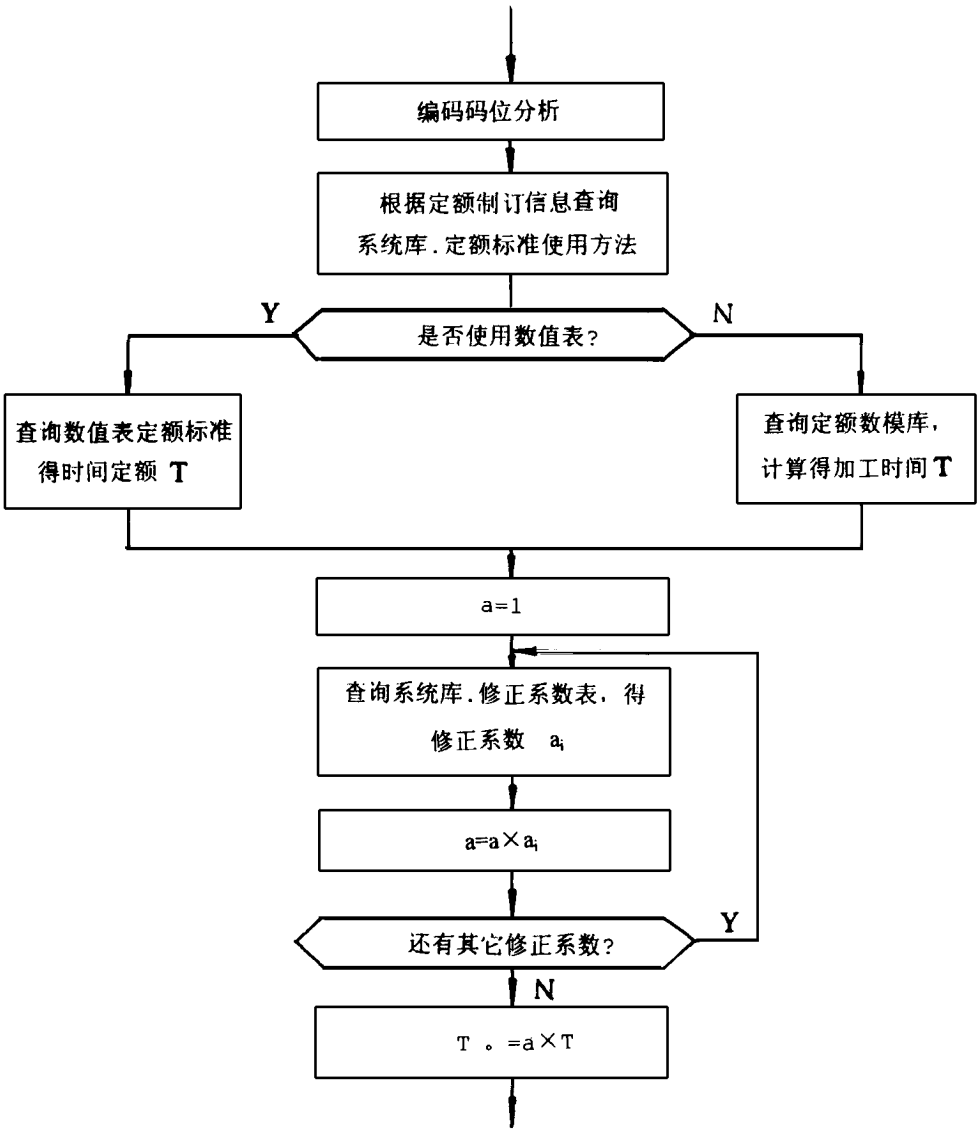 编码码位分析
根据定额制订信息查询
系统库.定额标准使用方法
Y
是否使用数值表?
N
查询数值表定额标准
得时间定额 T
查询定额数模库,
计算得加工时间T
a=1
查询系统库.修正系数表,得
修正系数 aᵢ
a=a×aᵢ
还有其它修正系数?
Y
N
T 。=a×T